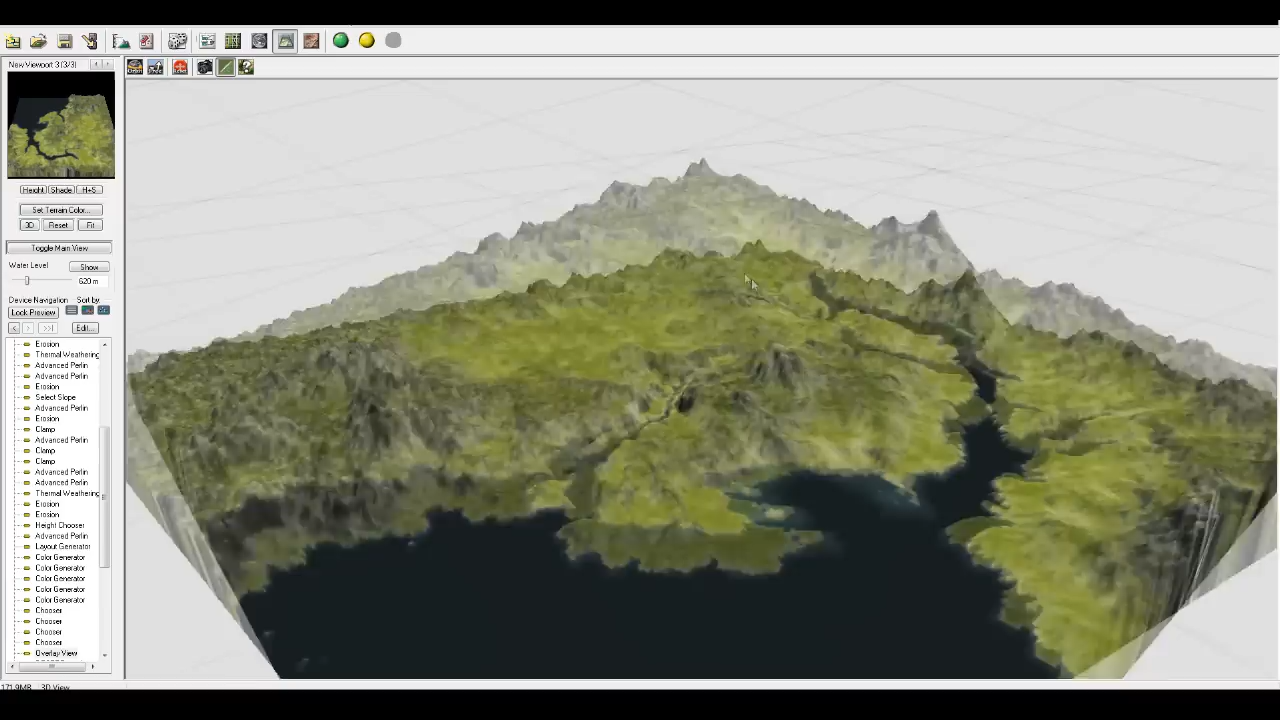 New Viewport 3 (3/3)
Height Shade H+S
Set Terrain Color...
3D Reset Fit
Toggle Main View
Water Level Show
620 m
Device Navigation Sort by:
Lock Preview
Edit...
Erosion
Thermal Weathering
Advanced Perlin
Advanced Perlin
Erosion
Select Slope
Advanced Perlin
Erosion
Clamp
Advanced Perlin
Clamp
Clamp
Advanced Perlin
Advanced Perlin
Thermal Weathering
Erosion
Erosion
Height Chooser
Advanced Perlin
Layout Generator
Color Generator
Color Generator
Color Generator
Color Generator
Color Generator
Chooser
Chooser
Chooser
Chooser
Overlay View
171.9MB 3D View